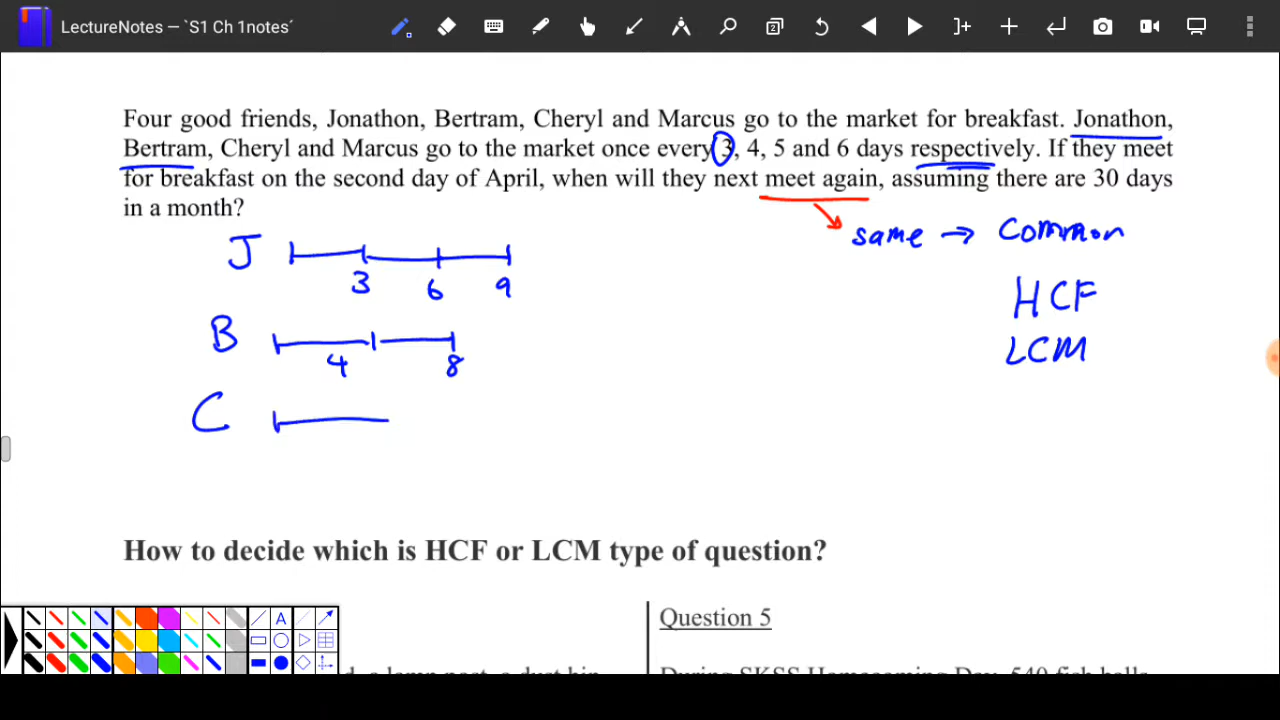 LectureNotes — `S1 Ch 1notes´
Four good friends, Jonathon, Bertram, Cheryl and Marcus go to the market for breakfast. Jonathon,
Bertram, Cheryl and Marcus go to the market once every 3, 4, 5 and 6 days respectively. If they meet
for breakfast on the second day of April, when will they next meet again, assuming there are 30 days
in a month?
same → Common
J
3 6 9
HCF
B
LCM
4 8
C
How to decide which is HCF or LCM type of question?
Question 5